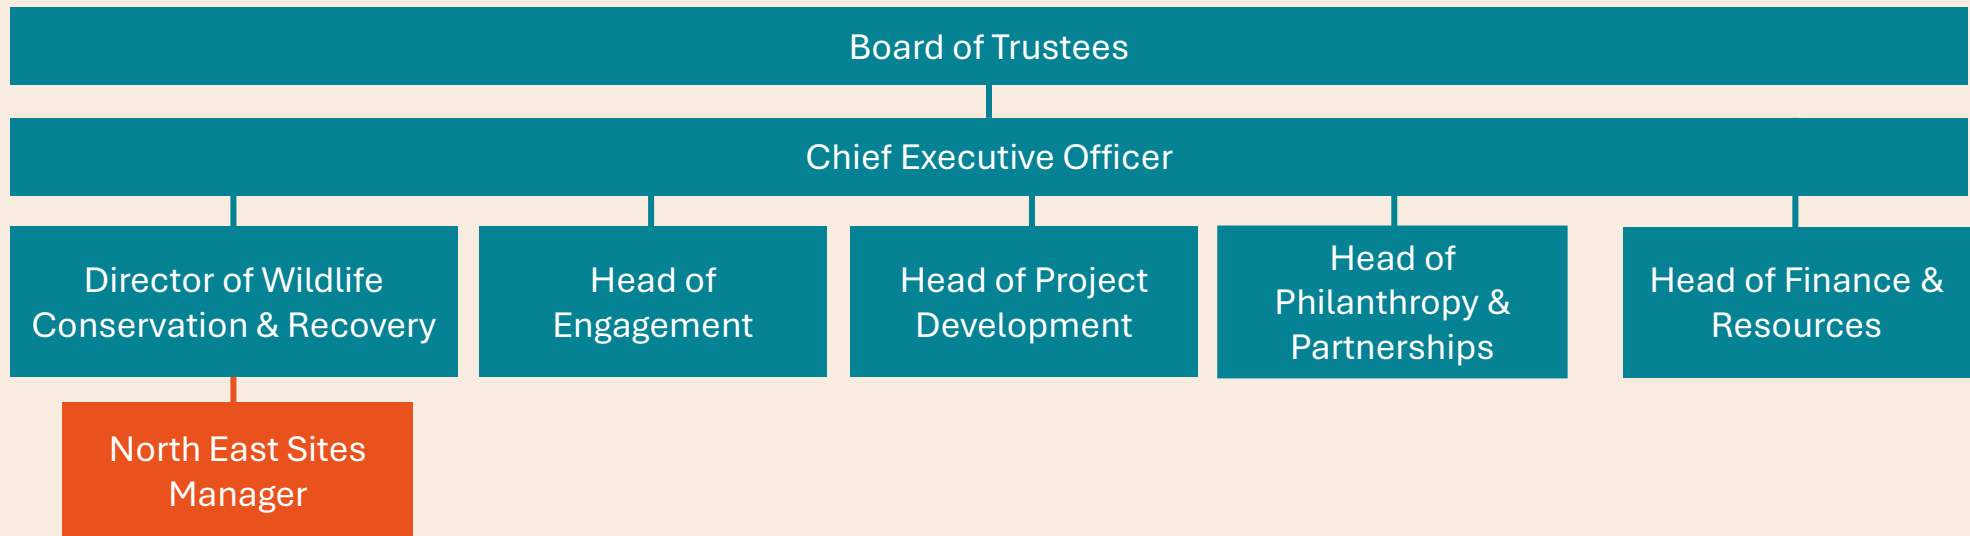 Board of Trustees
Chief Executive Officer
Director of Wildlife
Conservation & Recovery
Head of
Engagement
Head of Project
Development
Head of
Philanthropy &
Partnerships
Head of Finance &
Resources
North East Sites
Manager